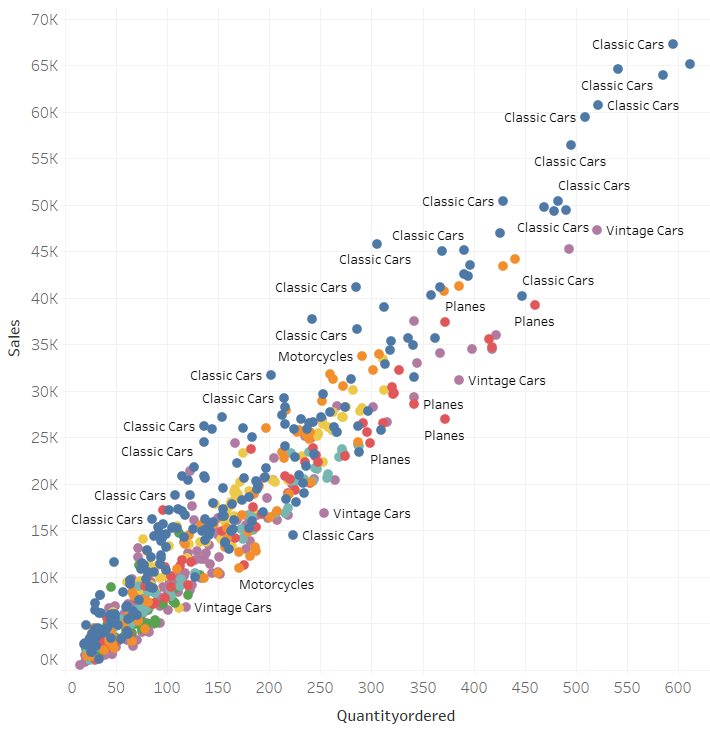 70K
Classic Cars
65K
Classic Cars
60K
Classic Cars
Classic Cars
55K
Classic Cars
Classic Cars
50K
Classic Cars
Classic Cars
Classic Cars
Vintage Cars
45K
Classic Cars
Classic Cars
Classic Cars
40K
Planes
Planes
35K
Classic Cars
Motorcycles
Classic Cars
Vintage Cars
30K
Classic Cars
Planes
Classic Cars
25K
Planes
Classic Cars
Planes
20K
Classic Cars
Vintage Cars
Classic Cars
15K
Classic Cars
10K
Motorcycles
Vintage Cars
5K
0K
Sales
0 50 100 150 200 250 300 350 400 450 500 550 600
Quantityordered